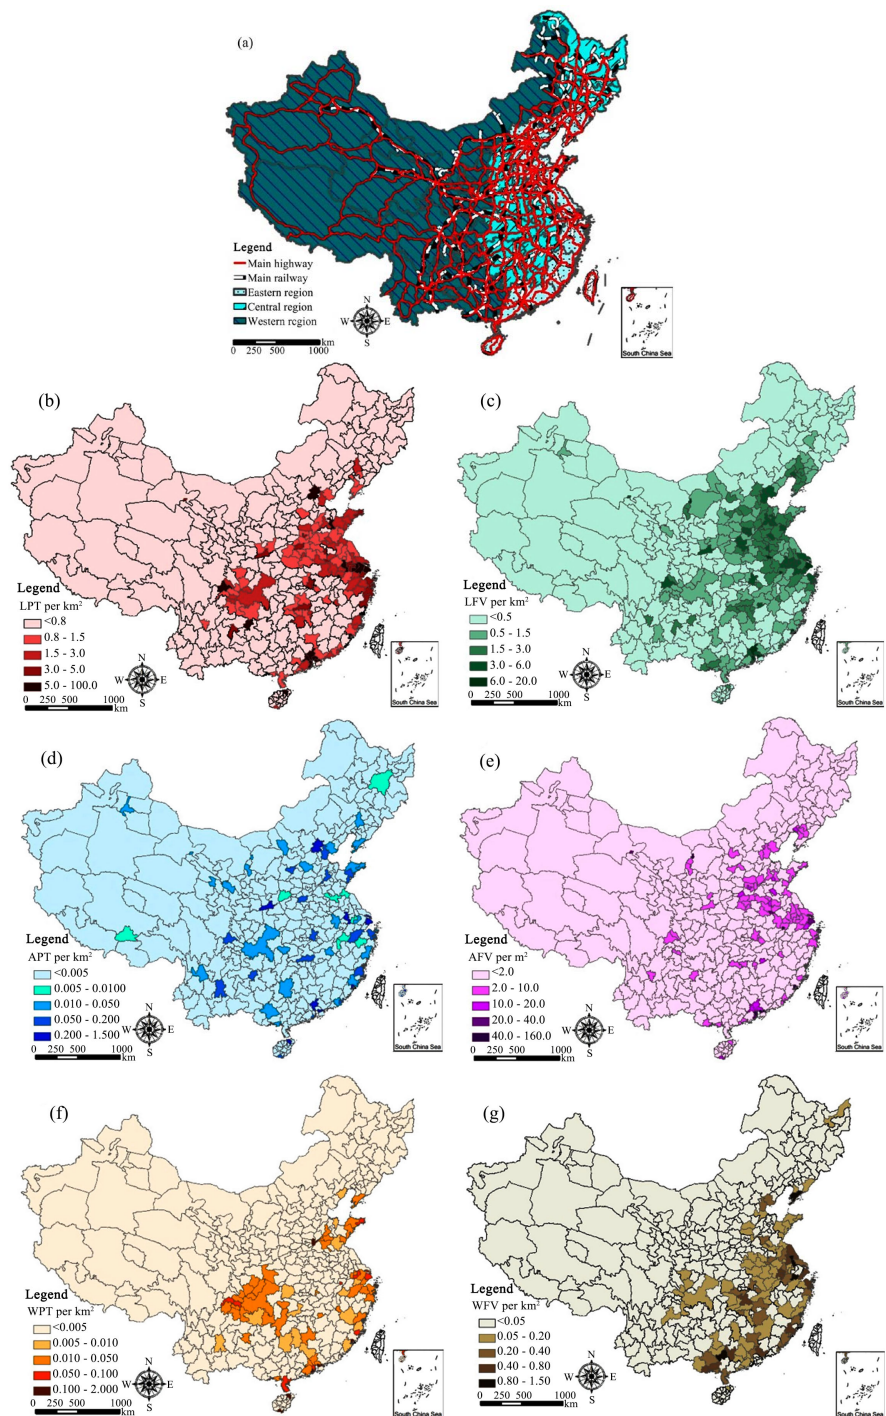 (a)
Legend
Main highway
Main railway
Eastern region
Central region
Western region
0 250 500 1000
km
N
W E
S
South China Sea
(b)
Legend
LPT per km²
<0.8
0.8 - 1.5
1.5 - 3.0
3.0 - 5.0
5.0 - 100.0
0 250 500 1000
km
N
W E
S
South China Sea
(c)
Legend
LFV per km²
<0.5
0.5 - 1.5
1.5 - 3.0
3.0 - 6.0
6.0 - 20.0
0 250 500 1000
km
N
W E
S
South China Sea
(d)
Legend
APT per km²
<0.005
0.005 - 0.0100
0.010 - 0.050
0.050 - 0.200
0.200 - 1.500
0 250 500 1000
km
N
W E
S
South China Sea
(e)
Legend
AFV per m²
<2.0
2.0 - 10.0
10.0 - 20.0
20.0 - 40.0
40.0 - 160.0
0 250 500 1000
km
N
W E
S
South China Sea
(f)
Legend
WPT per km²
<0.005
0.005 - 0.010
0.010 - 0.050
0.050 - 0.100
0.100 - 2.000
0 250 500 1000
km
N
W E
S
South China Sea
(g)
Legend
WFV per km²
<0.05
0.05 - 0.20
0.20 - 0.40
0.40 - 0.80
0.80 - 1.50
0 250 500 1000
km
N
W E
S
South China Sea